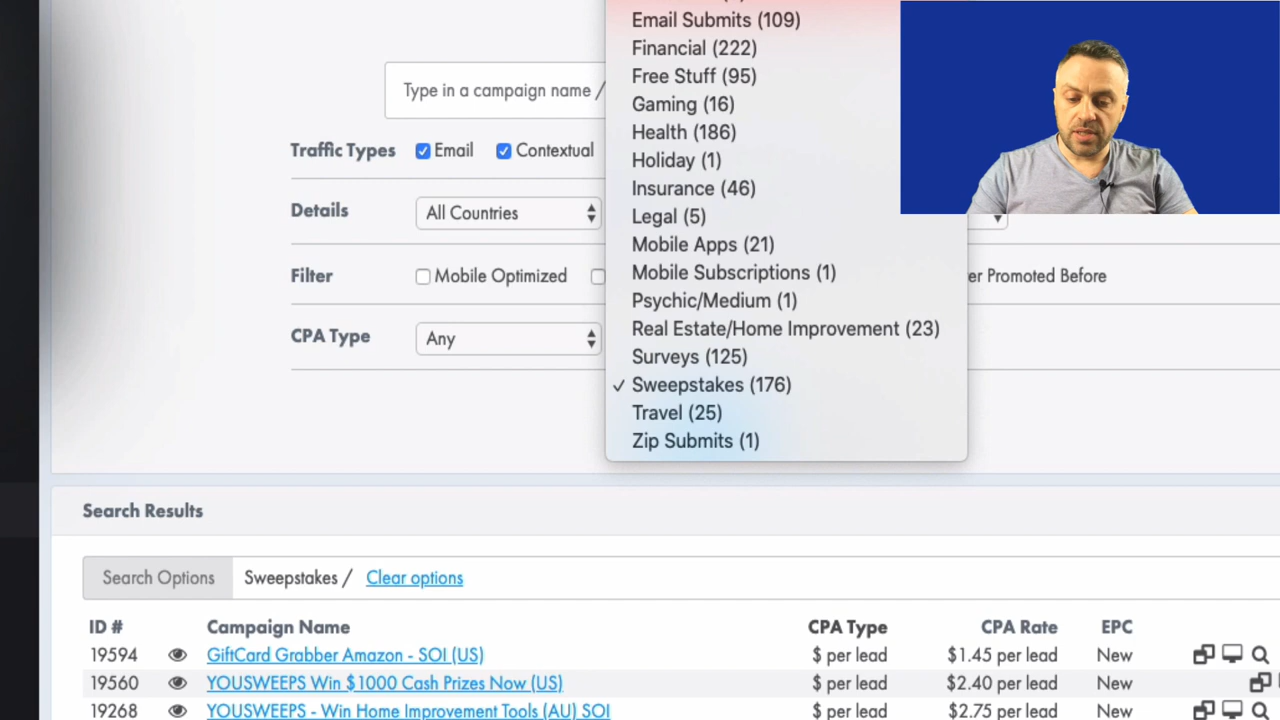 Email Submits (109)
Financial (222)
Free Stuff (95)
Gaming (16)
Health (186)
Holiday (1)
Insurance (46)
Legal (5)
Mobile Apps (21)
Mobile Subscriptions (1)
Psychic/Medium (1)
Real Estate/Home Improvement (23)
Surveys (125)
✓ Sweepstakes (176)
Travel (25)
Zip Submits (1)
Type in a campaign name /
Traffic Types Email Contextual
Details All Countries
Filter Mobile Optimized er Promoted Before
CPA Type Any
Search Results
Search Options Sweepstakes / Clear options
ID # Campaign Name CPA Type CPA Rate EPC
19594 GiftCard Grabber Amazon - SOI (US) $ per lead $1.45 per lead New
19560 YOUSWEEPS Win $1000 Cash Prizes Now (US) $ per lead $2.40 per lead New
19268 YOUSWEEPS - Win Home Improvement Tools (AU) SOI $ per lead $2.75 per lead New